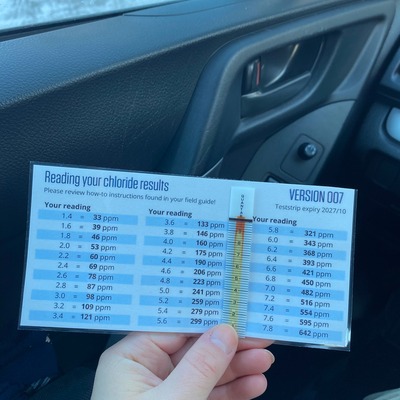 Reading your chloride results
Please review how-to instructions found in your field guide!
VERSION 007
Teststrip expiry 2027/10
Your reading
1.4 = 33 ppm
1.6 = 39 ppm
1.8 = 46 ppm
2.0 = 53 ppm
2.2 = 60 ppm
2.4 = 69 ppm
2.6 = 78 ppm
2.8 = 87 ppm
3.0 = 98 ppm
3.2 = 109 ppm
3.4 = 121 ppm
Your reading
3.6 = 133 ppm
3.8 = 146 ppm
4.0 = 160 ppm
4.2 = 175 ppm
4.4 = 190 ppm
4.6 = 206 ppm
4.8 = 223 ppm
5.0 = 241 ppm
5.2 = 259 ppm
5.4 = 279 ppm
5.6 = 299 ppm
Your reading
5.8 = 321 ppm
6.0 = 343 ppm
6.2 = 368 ppm
6.4 = 393 ppm
6.6 = 421 ppm
6.8 = 450 ppm
7.0 = 482 ppm
7.2 = 516 ppm
7.4 = 554 ppm
7.6 = 595 ppm
7.8 = 642 ppm